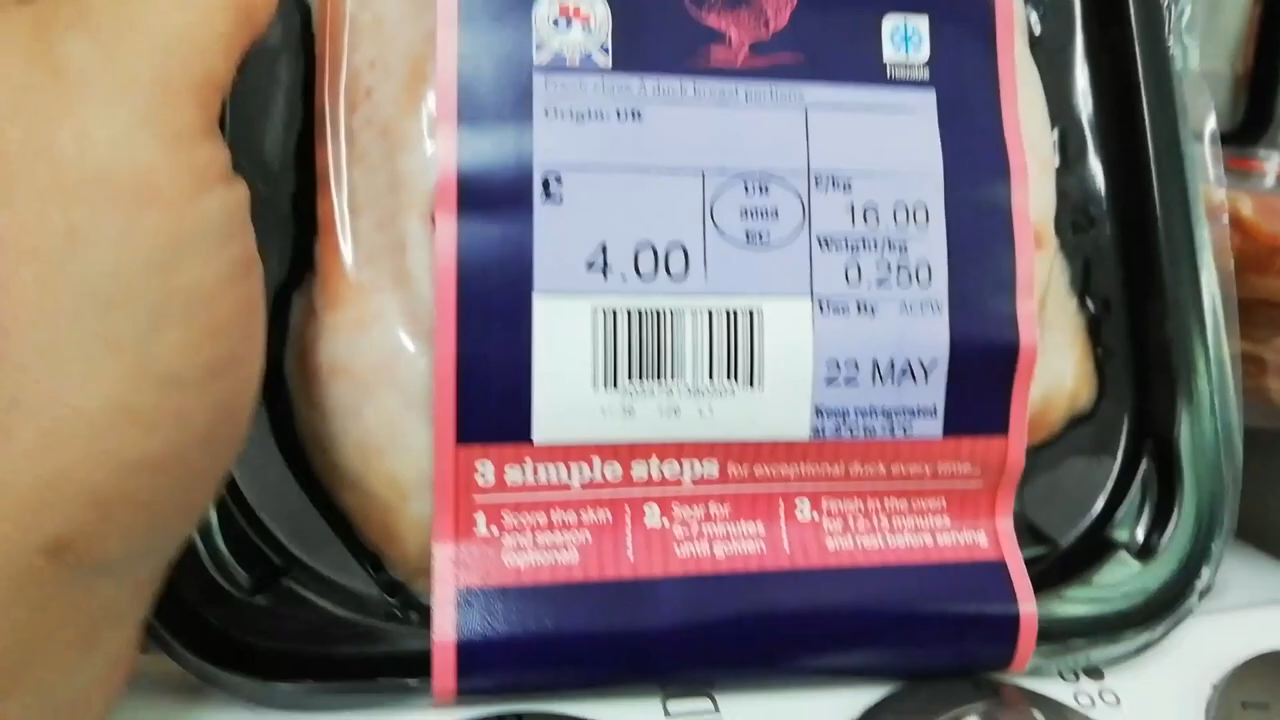 Freezable
Fresh class A duck breast portions
Origin: UK
£
4.00
UK
EC
£/kg
16.00
Weight/kg
0.250
Use By
22 MAY
Keep refrigerated
3 simple steps for exceptional duck every time...
1. Score the skin
and season
(optional)
2. Sear for
6-7 minutes
until golden
3. Finish in the oven
for 12-15 minutes
and rest before serving